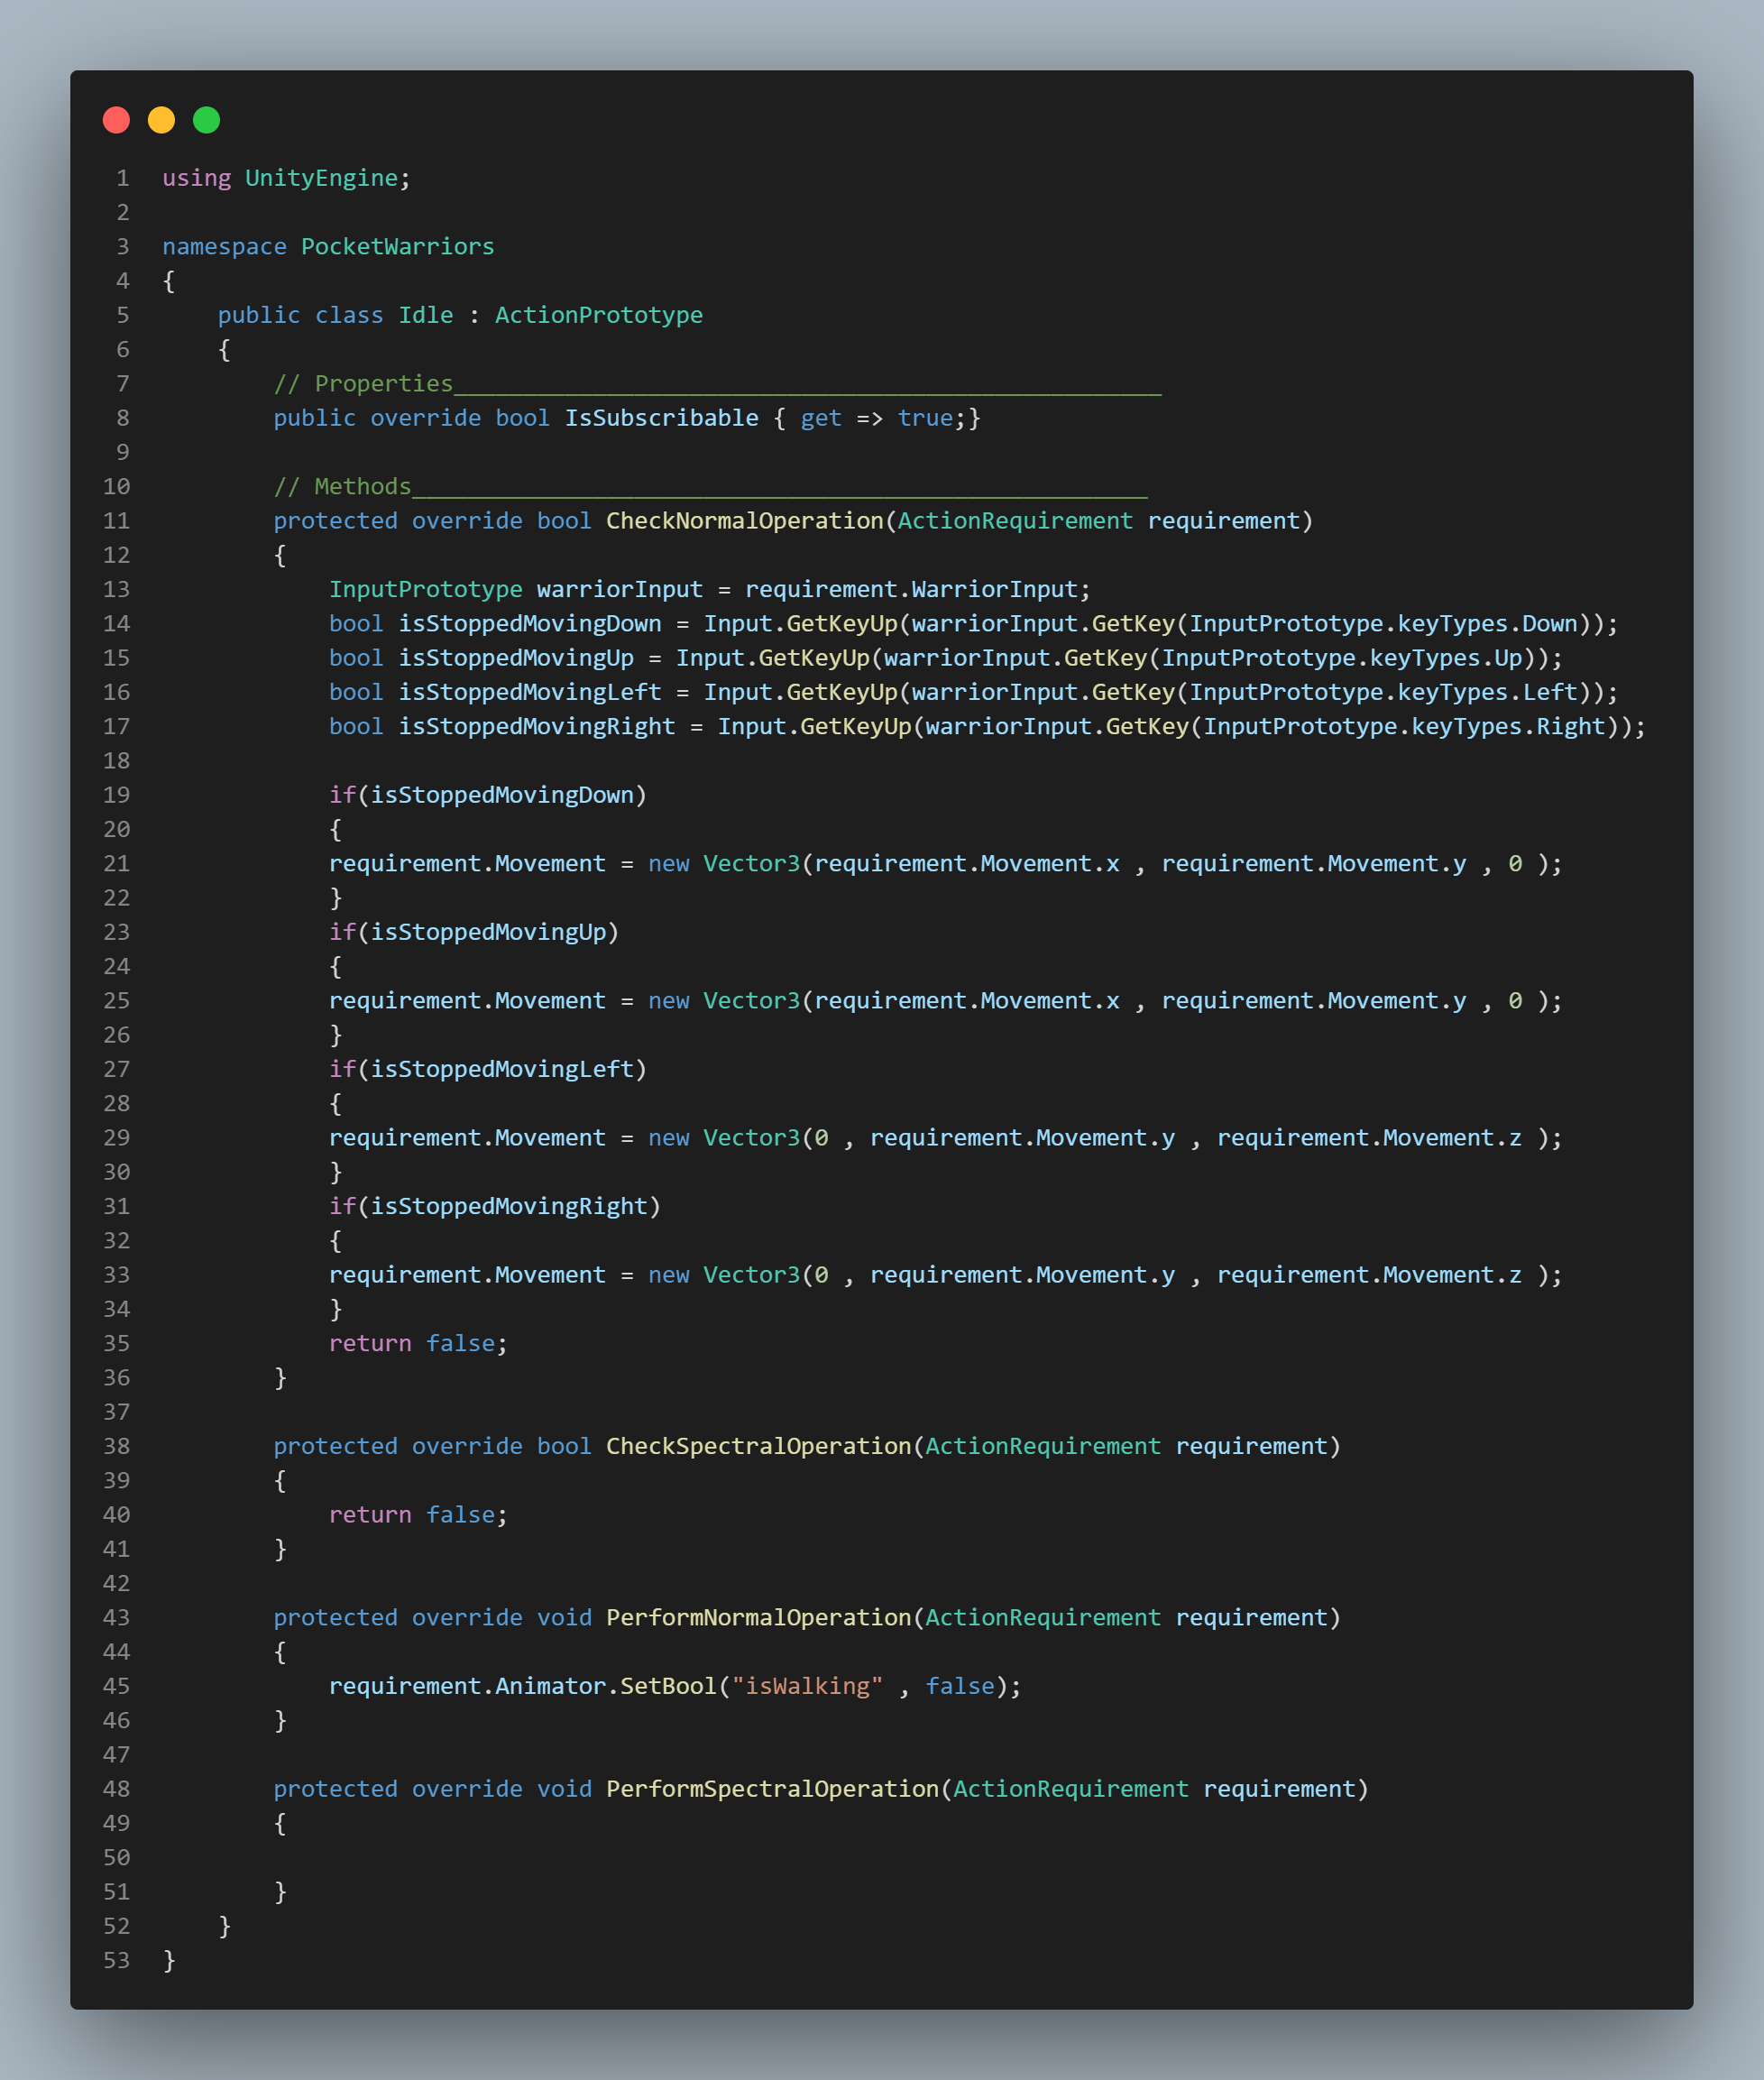 1 using UnityEngine;
2
3 namespace PocketWarriors
4 {
5     public class Idle : ActionPrototype
6     {
7         // Properties___________________________________________________
8         public override bool IsSubscribable { get => true;}
9
10         // Methods_____________________________________________________
11         protected override bool CheckNormalOperation(ActionRequirement requirement)
12         {
13             InputPrototype warriorInput = requirement.WarriorInput;
14             bool isStoppedMovingDown = Input.GetKeyUp(warriorInput.GetKey(InputPrototype.keyTypes.Down));
15             bool isStoppedMovingUp = Input.GetKeyUp(warriorInput.GetKey(InputPrototype.keyTypes.Up));
16             bool isStoppedMovingLeft = Input.GetKeyUp(warriorInput.GetKey(InputPrototype.keyTypes.Left));
17             bool isStoppedMovingRight = Input.GetKeyUp(warriorInput.GetKey(InputPrototype.keyTypes.Right));
18
19             if(isStoppedMovingDown)
20             {
21             requirement.Movement = new Vector3(requirement.Movement.x , requirement.Movement.y , 0 );
22             }
23             if(isStoppedMovingUp)
24             {
25             requirement.Movement = new Vector3(requirement.Movement.x , requirement.Movement.y , 0 );
26             }
27             if(isStoppedMovingLeft)
28             {
29             requirement.Movement = new Vector3(0 , requirement.Movement.y , requirement.Movement.z );
30             }
31             if(isStoppedMovingRight)
32             {
33             requirement.Movement = new Vector3(0 , requirement.Movement.y , requirement.Movement.z );
34             }
35             return false;
36         }
37
38         protected override bool CheckSpectralOperation(ActionRequirement requirement)
39         {
40             return false;
41         }
42
43         protected override void PerformNormalOperation(ActionRequirement requirement)
44         {
45             requirement.Animator.SetBool("isWalking" , false);
46         }
47
48         protected override void PerformSpectralOperation(ActionRequirement requirement)
49         {
50
51         }
52     }
53 }